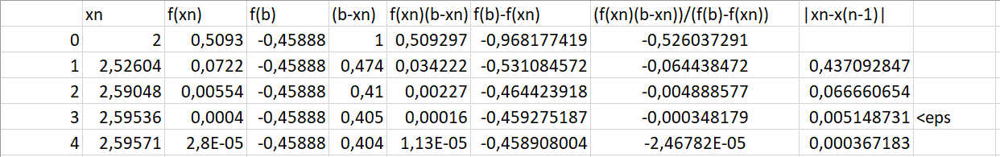 xn f(xn) f(b) (b-xn) f(xn)(b-xn) f(b)-f(xn) (f(xn)(b-xn))/(f(b)-f(xn)) |xn-x(n-1)|
0 2 0,5093 -0,45888 1 0,509297 -0,968177419 -0,526037291
1 2,52604 0,0722 -0,45888 0,474 0,034222 -0,531084572 -0,064438472 0,437092847
2 2,59048 0,00554 -0,45888 0,41 0,00227 -0,464423918 -0,004888577 0,066660654
3 2,59536 0,0004 -0,45888 0,405 0,00016 -0,459275187 -0,000348179 0,005148731 <eps
4 2,59571 2,8E-05 -0,45888 0,404 1,13E-05 -0,458908004 -2,46782E-05 0,000367183